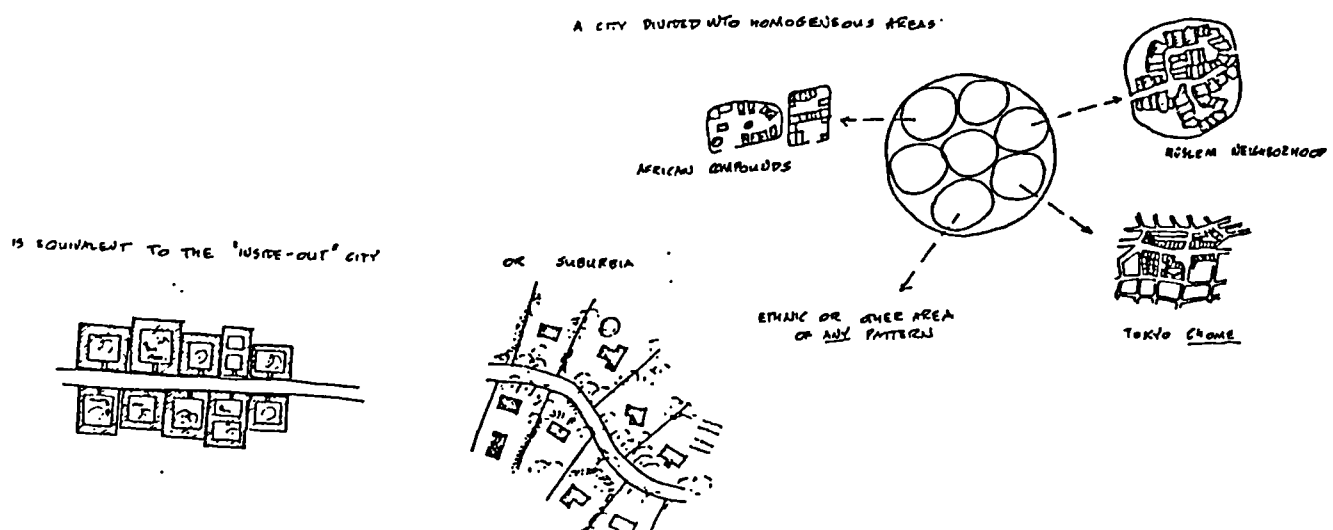 A CITY DIVIDED INTO HOMOGENEOUS AREAS.
AFRICAN COMPOUNDS
MUSLEM NEIGHBORHOOD
IS EQUIVALENT TO THE "INSIDE-OUT" CITY
OR SUBURBIA
ETHNIC OR OTHER AREA
OF ANY PATTERN
TOKYO CHOME